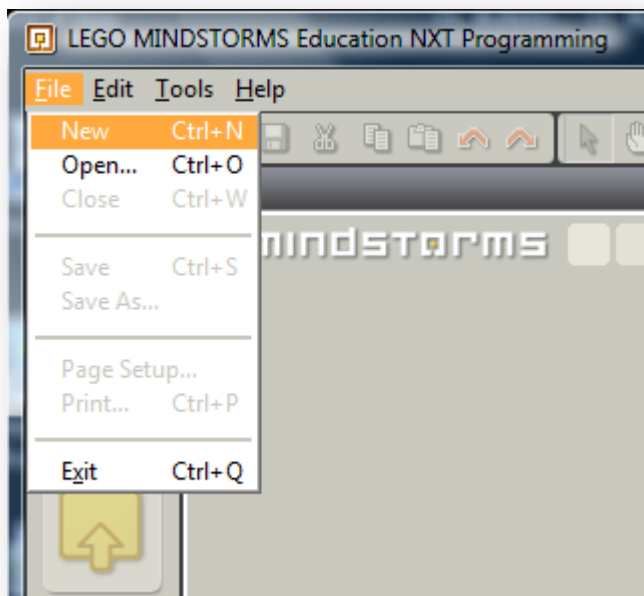 LEGO MINDSTORMS Education NXT Programming
File Edit Tools Help
New Ctrl+N
Open... Ctrl+O
Close Ctrl+W
mindstorms
Save Ctrl+S
Save As...
Page Setup...
Print... Ctrl+P
Exit Ctrl+Q